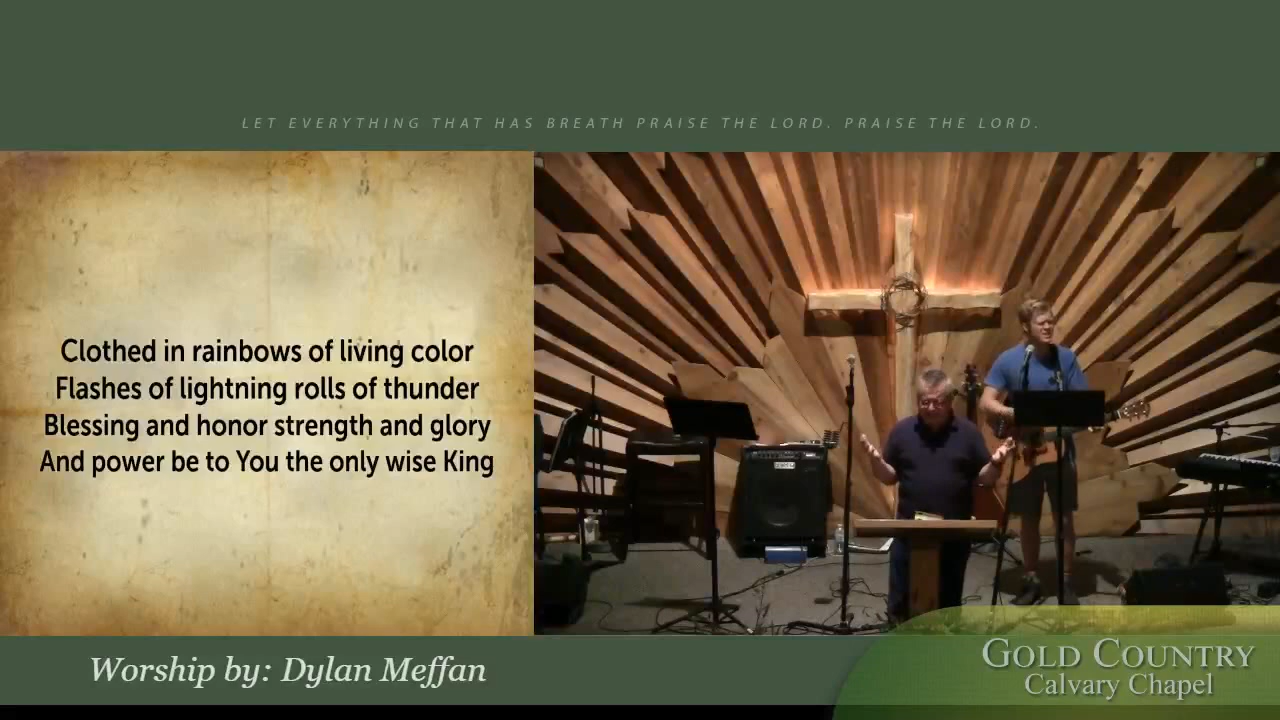 LET EVERYTHING THAT HAS BREATH PRAISE THE LORD. PRAISE THE LORD.
Clothed in rainbows of living color
Flashes of lightning rolls of thunder
Blessing and honor strength and glory
And power be to You the only wise King
Worship by: Dylan Meffan
GOLD COUNTRY
Calvary Chapel